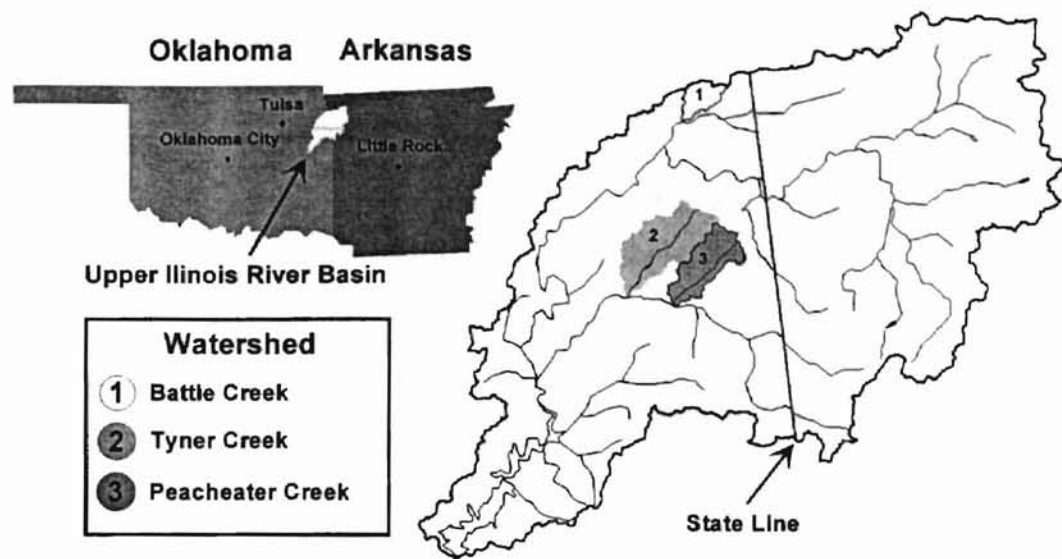 Oklahoma Arkansas
Tulsa
Oklahoma City
Little Rock
Upper Illinois River Basin
Watershed
1 Battle Creek
2 Tyner Creek
3 Peacheater Creek
1
2
3
State Line